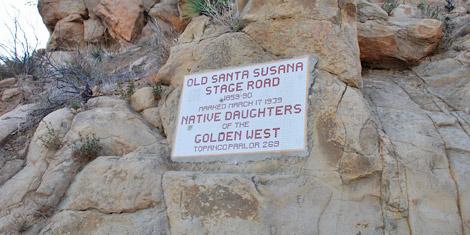 OLD SANTA SUSANA
STAGE ROAD
1859-90
MARKED MARCH 17 1939
NATIVE DAUGHTERS
OF THE
GOLDEN WEST
TOPANGO PARLOR 269